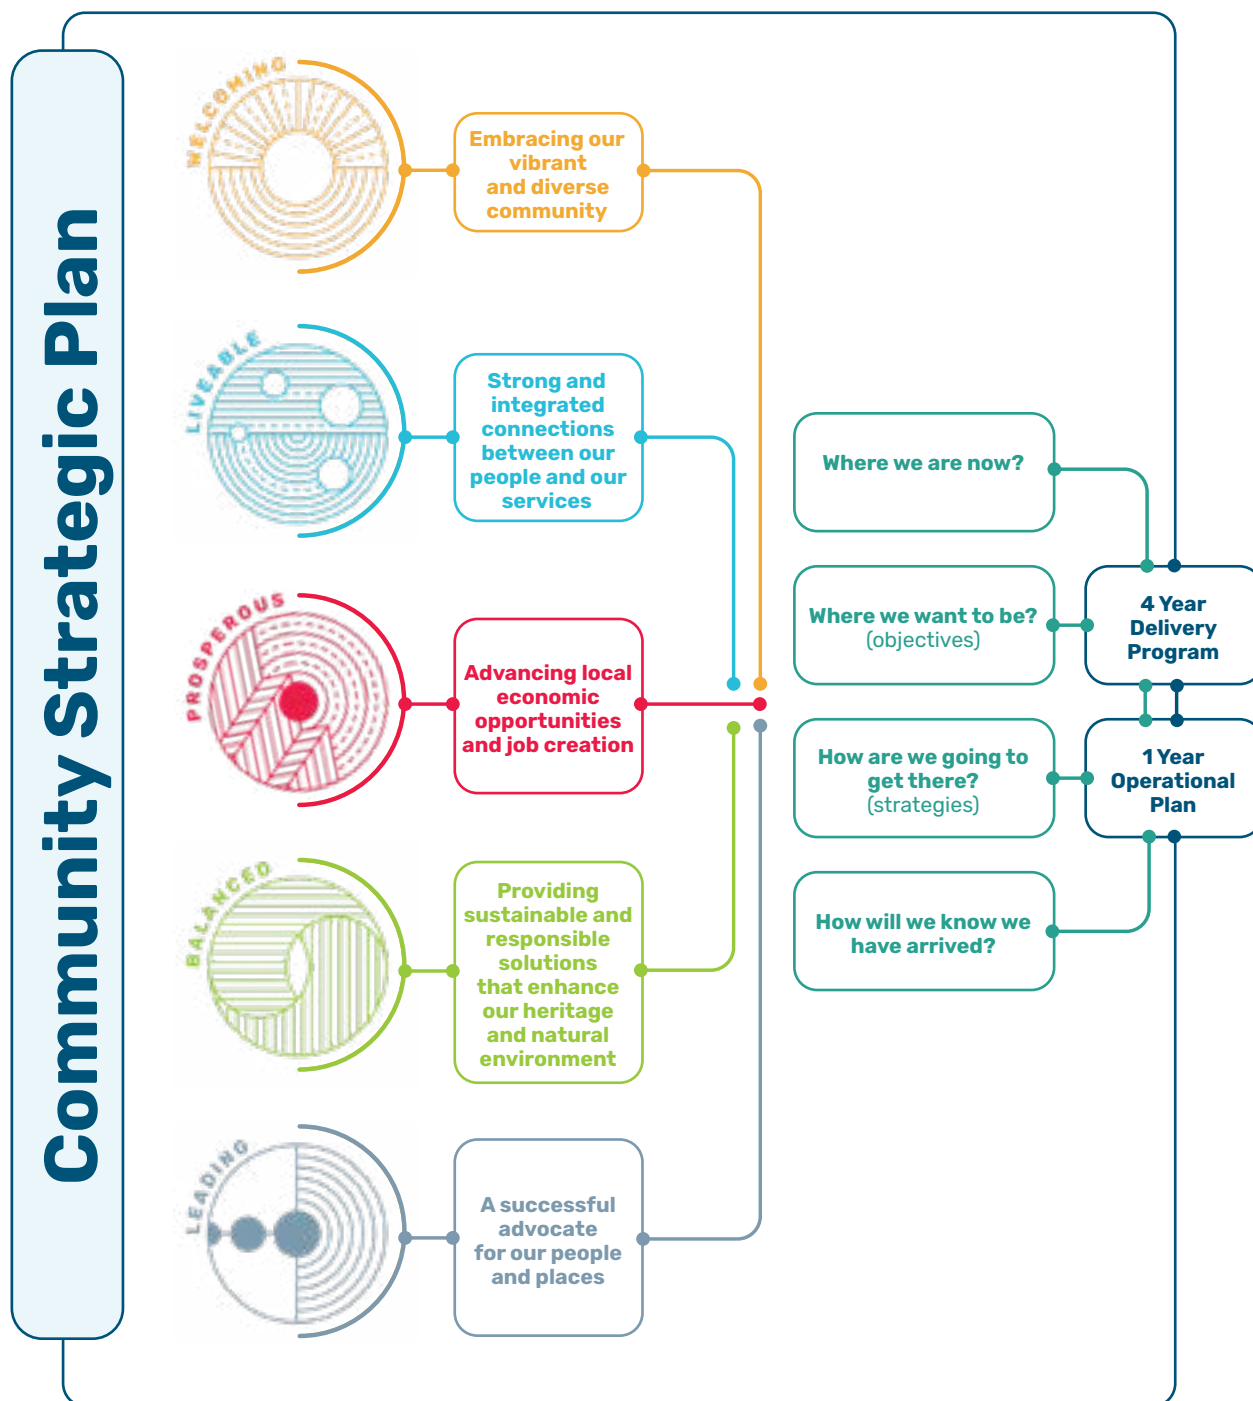 Community Strategic Plan
WELCOMING
Embracing our
vibrant
and diverse
community
LIVEABLE
Strong and
integrated
connections
between our
people and our
services
PROSPEROUS
Advancing local
economic
opportunities
and job creation
BALANCED
Providing
sustainable and
responsible
solutions
that enhance
our heritage
and natural
environment
LEADING
A successful
advocate
for our people
and places
Where we are now?
Where we want to be?
(objectives)
How are we going to
get there?
(strategies)
How will we know we
have arrived?
4 Year
Delivery
Program
1 Year
Operational
Plan